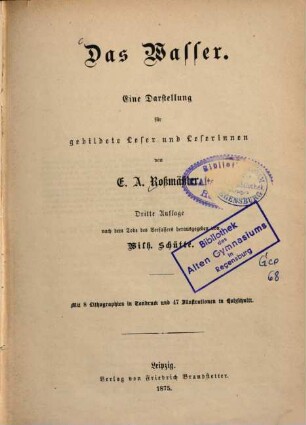 Das Wasser.
Eine Darstellung
für
gebildete Leser und Leserinnen
von
E. A. Roßmäßler.
Dritte Auflage
nach dem Tode des Verfassers herausgegeben von
Wilh. Schütte.
Bibliothek
REGENSBURG
Bibliothek
des
Alten Gymnasiums
in
Regensburg
68
Mit 8 Lithographien in Tondruck und 47 Illustrationen in Holzschnitt.
Leipzig.
Verlag von Friedrich Brandstetter.
1875.